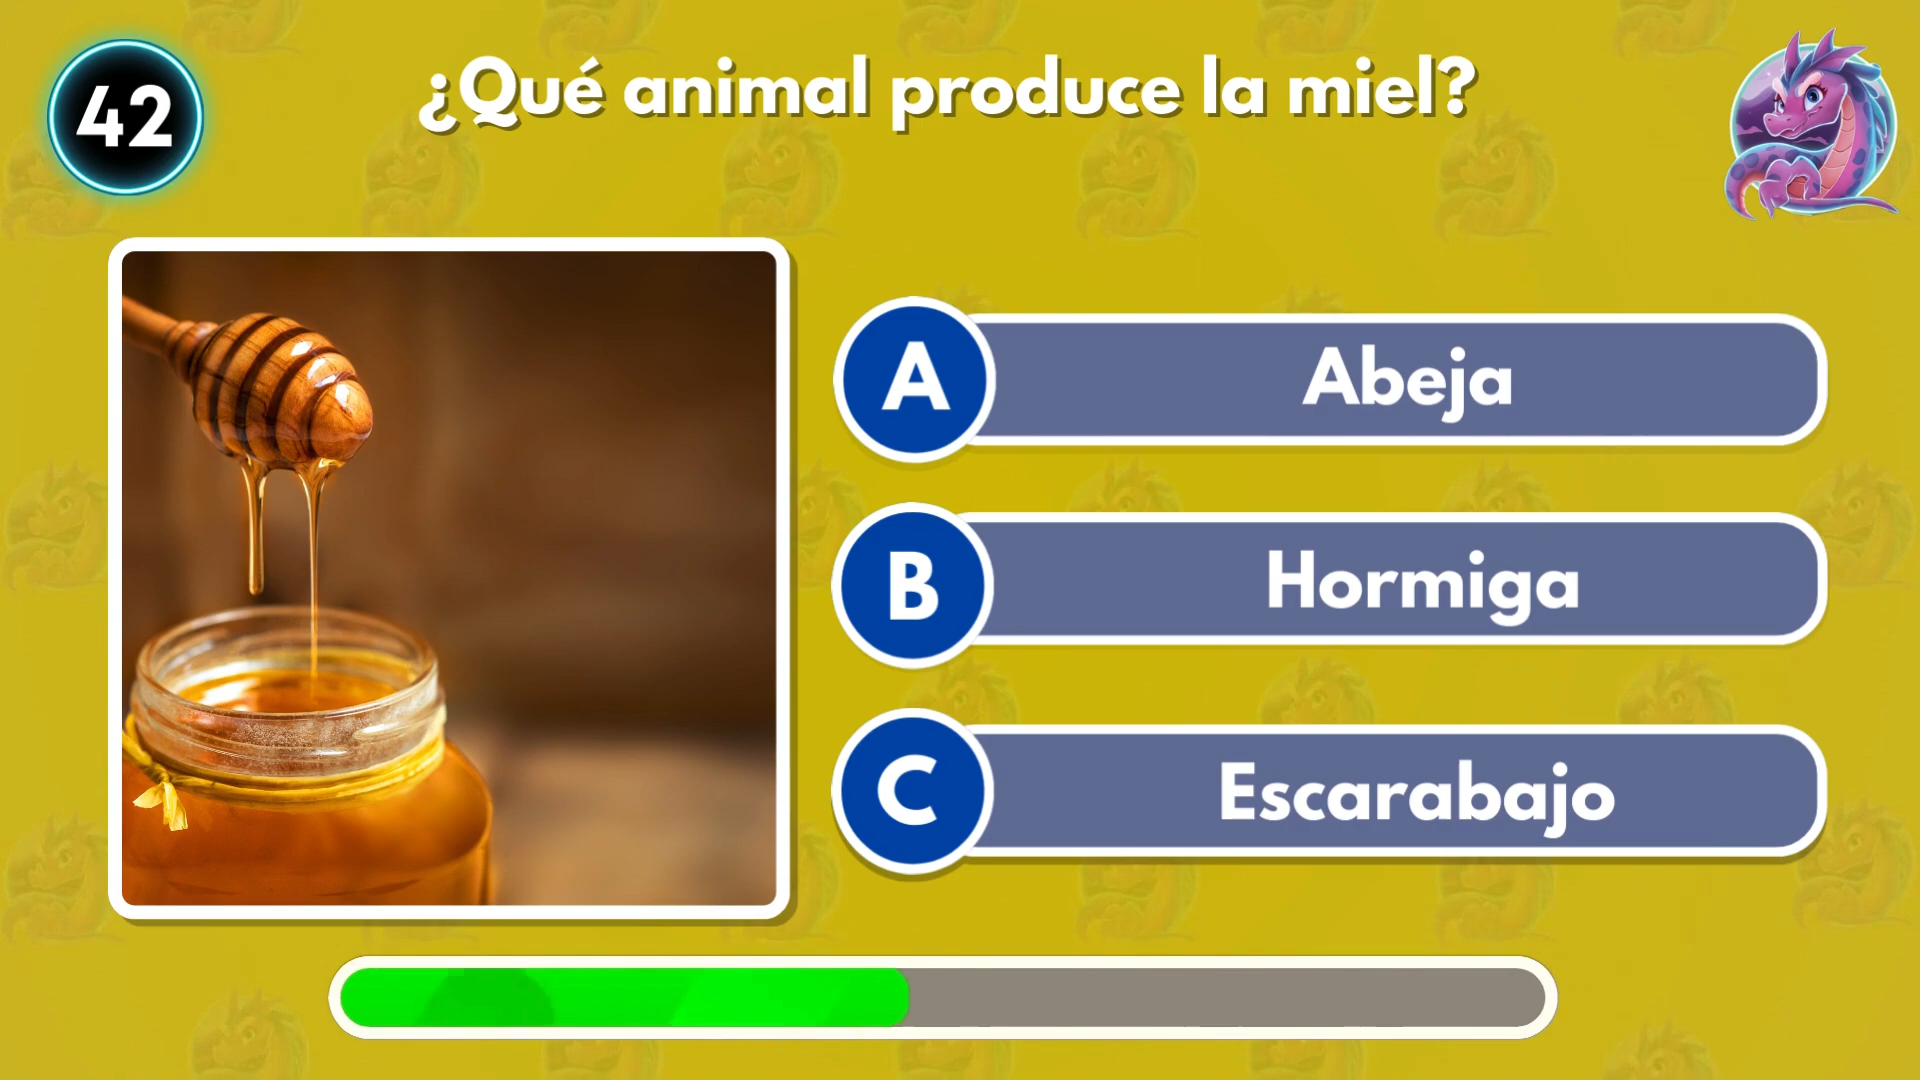 42
¿Qué animal produce la miel?
A
Abeja
B
Hormiga
C
Escarabajo